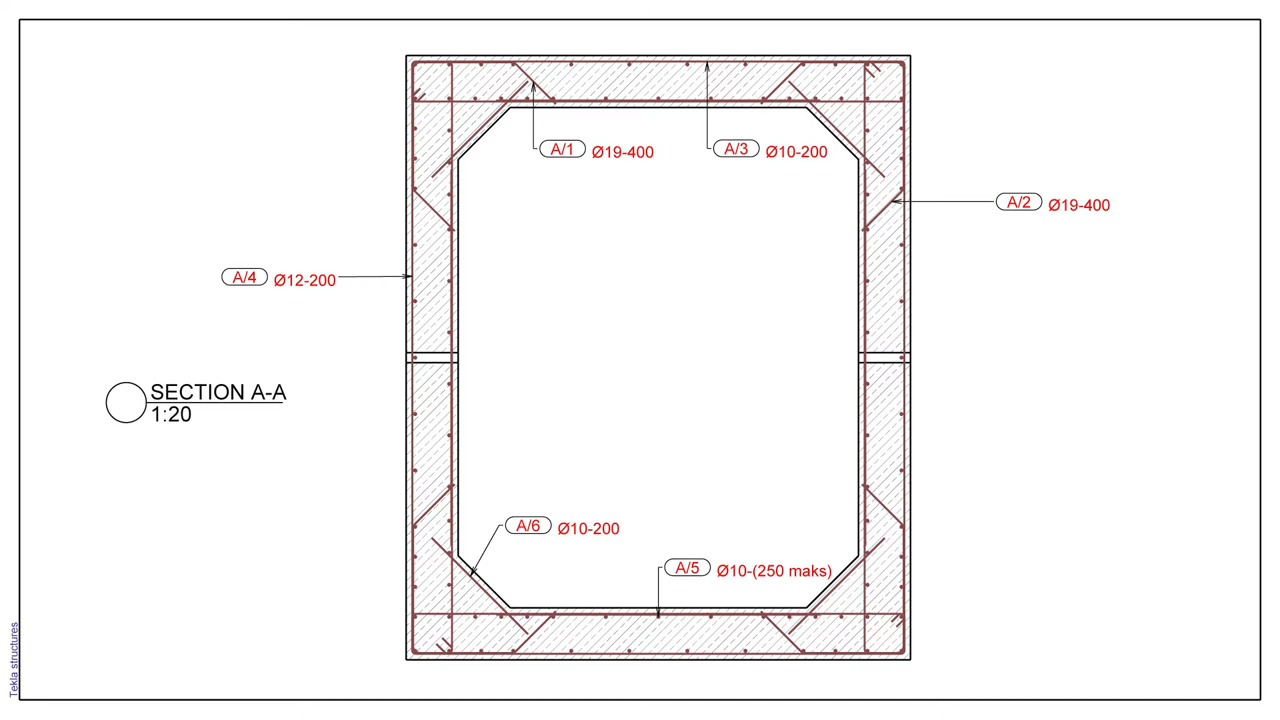 A/1 Ø19-400
A/3 Ø10-200
A/2 Ø19-400
A/4 Ø12-200
SECTION A-A
1:20
A/6 Ø10-200
A/5 Ø10-(250 maks)
Tekla structures